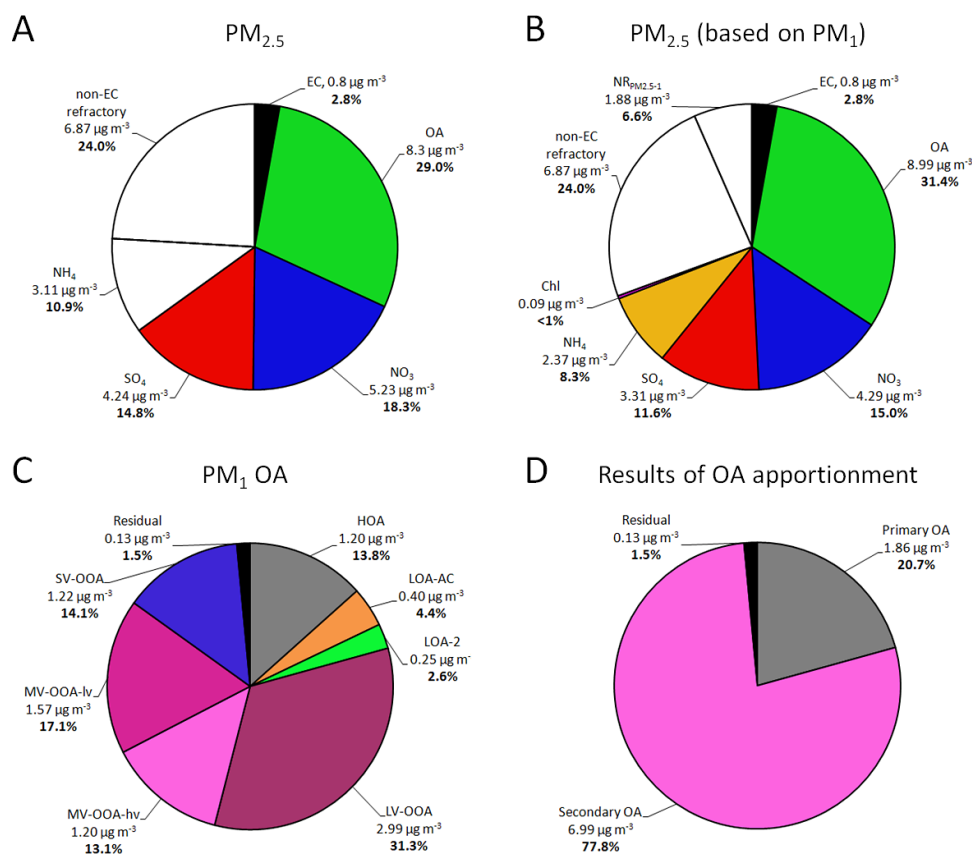 A
PM2.5
EC, 0.8 µg m-3
2.8%
OA
8.3 µg m-3
29.0%
NO3
5.23 µg m-3
18.3%
SO4
4.24 µg m-3
14.8%
NH4
3.11 µg m-3
10.9%
non-EC
refractory
6.87 µg m-3
24.0%
B
PM2.5 (based on PM1)
NRPM2.5-1
1.88 µg m-3
6.6%
EC, 0.8 µg m-3
2.8%
OA
8.99 µg m-3
31.4%
NO3
4.29 µg m-3
15.0%
SO4
3.31 µg m-3
11.6%
NH4
2.37 µg m-3
8.3%
Chl
0.09 µg m-3
<1%
non-EC
refractory
6.87 µg m-3
24.0%
C
PM1 OA
Residual
0.13 µg m-3
1.5%
HOA
1.20 µg m-3
13.8%
LOA-AC
0.40 µg m-3
4.4%
LOA-2
0.25 µg m-
2.6%
LV-OOA
2.99 µg m-3
31.3%
MV-OOA-hv
1.20 µg m-3
13.1%
MV-OOA-lv
1.57 µg m-3
17.1%
SV-OOA
1.22 µg m-3
14.1%
D
Results of OA apportionment
Residual
0.13 µg m-3
1.5%
Primary OA
1.86 µg m-3
20.7%
Secondary OA
6.99 µg m-3
77.8%